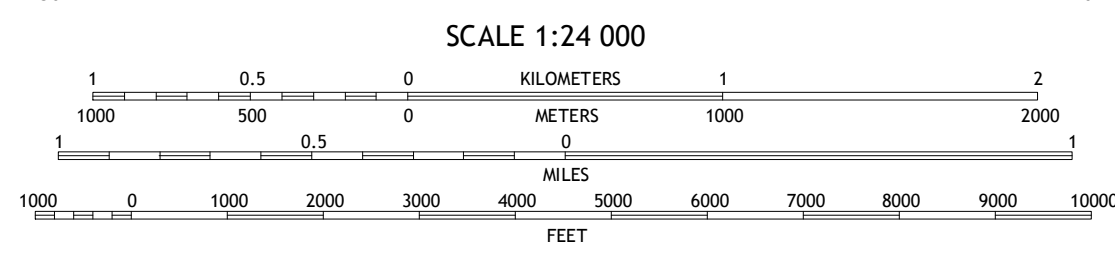 SCALE 1:24 000
1 0.5 0 KILOMETERS 1 2
1000 500 0 METERS 1000 2000
1 0.5 0 1
MILES
1000 0 1000 2000 3000 4000 5000 6000 7000 8000 9000 10000
FEET